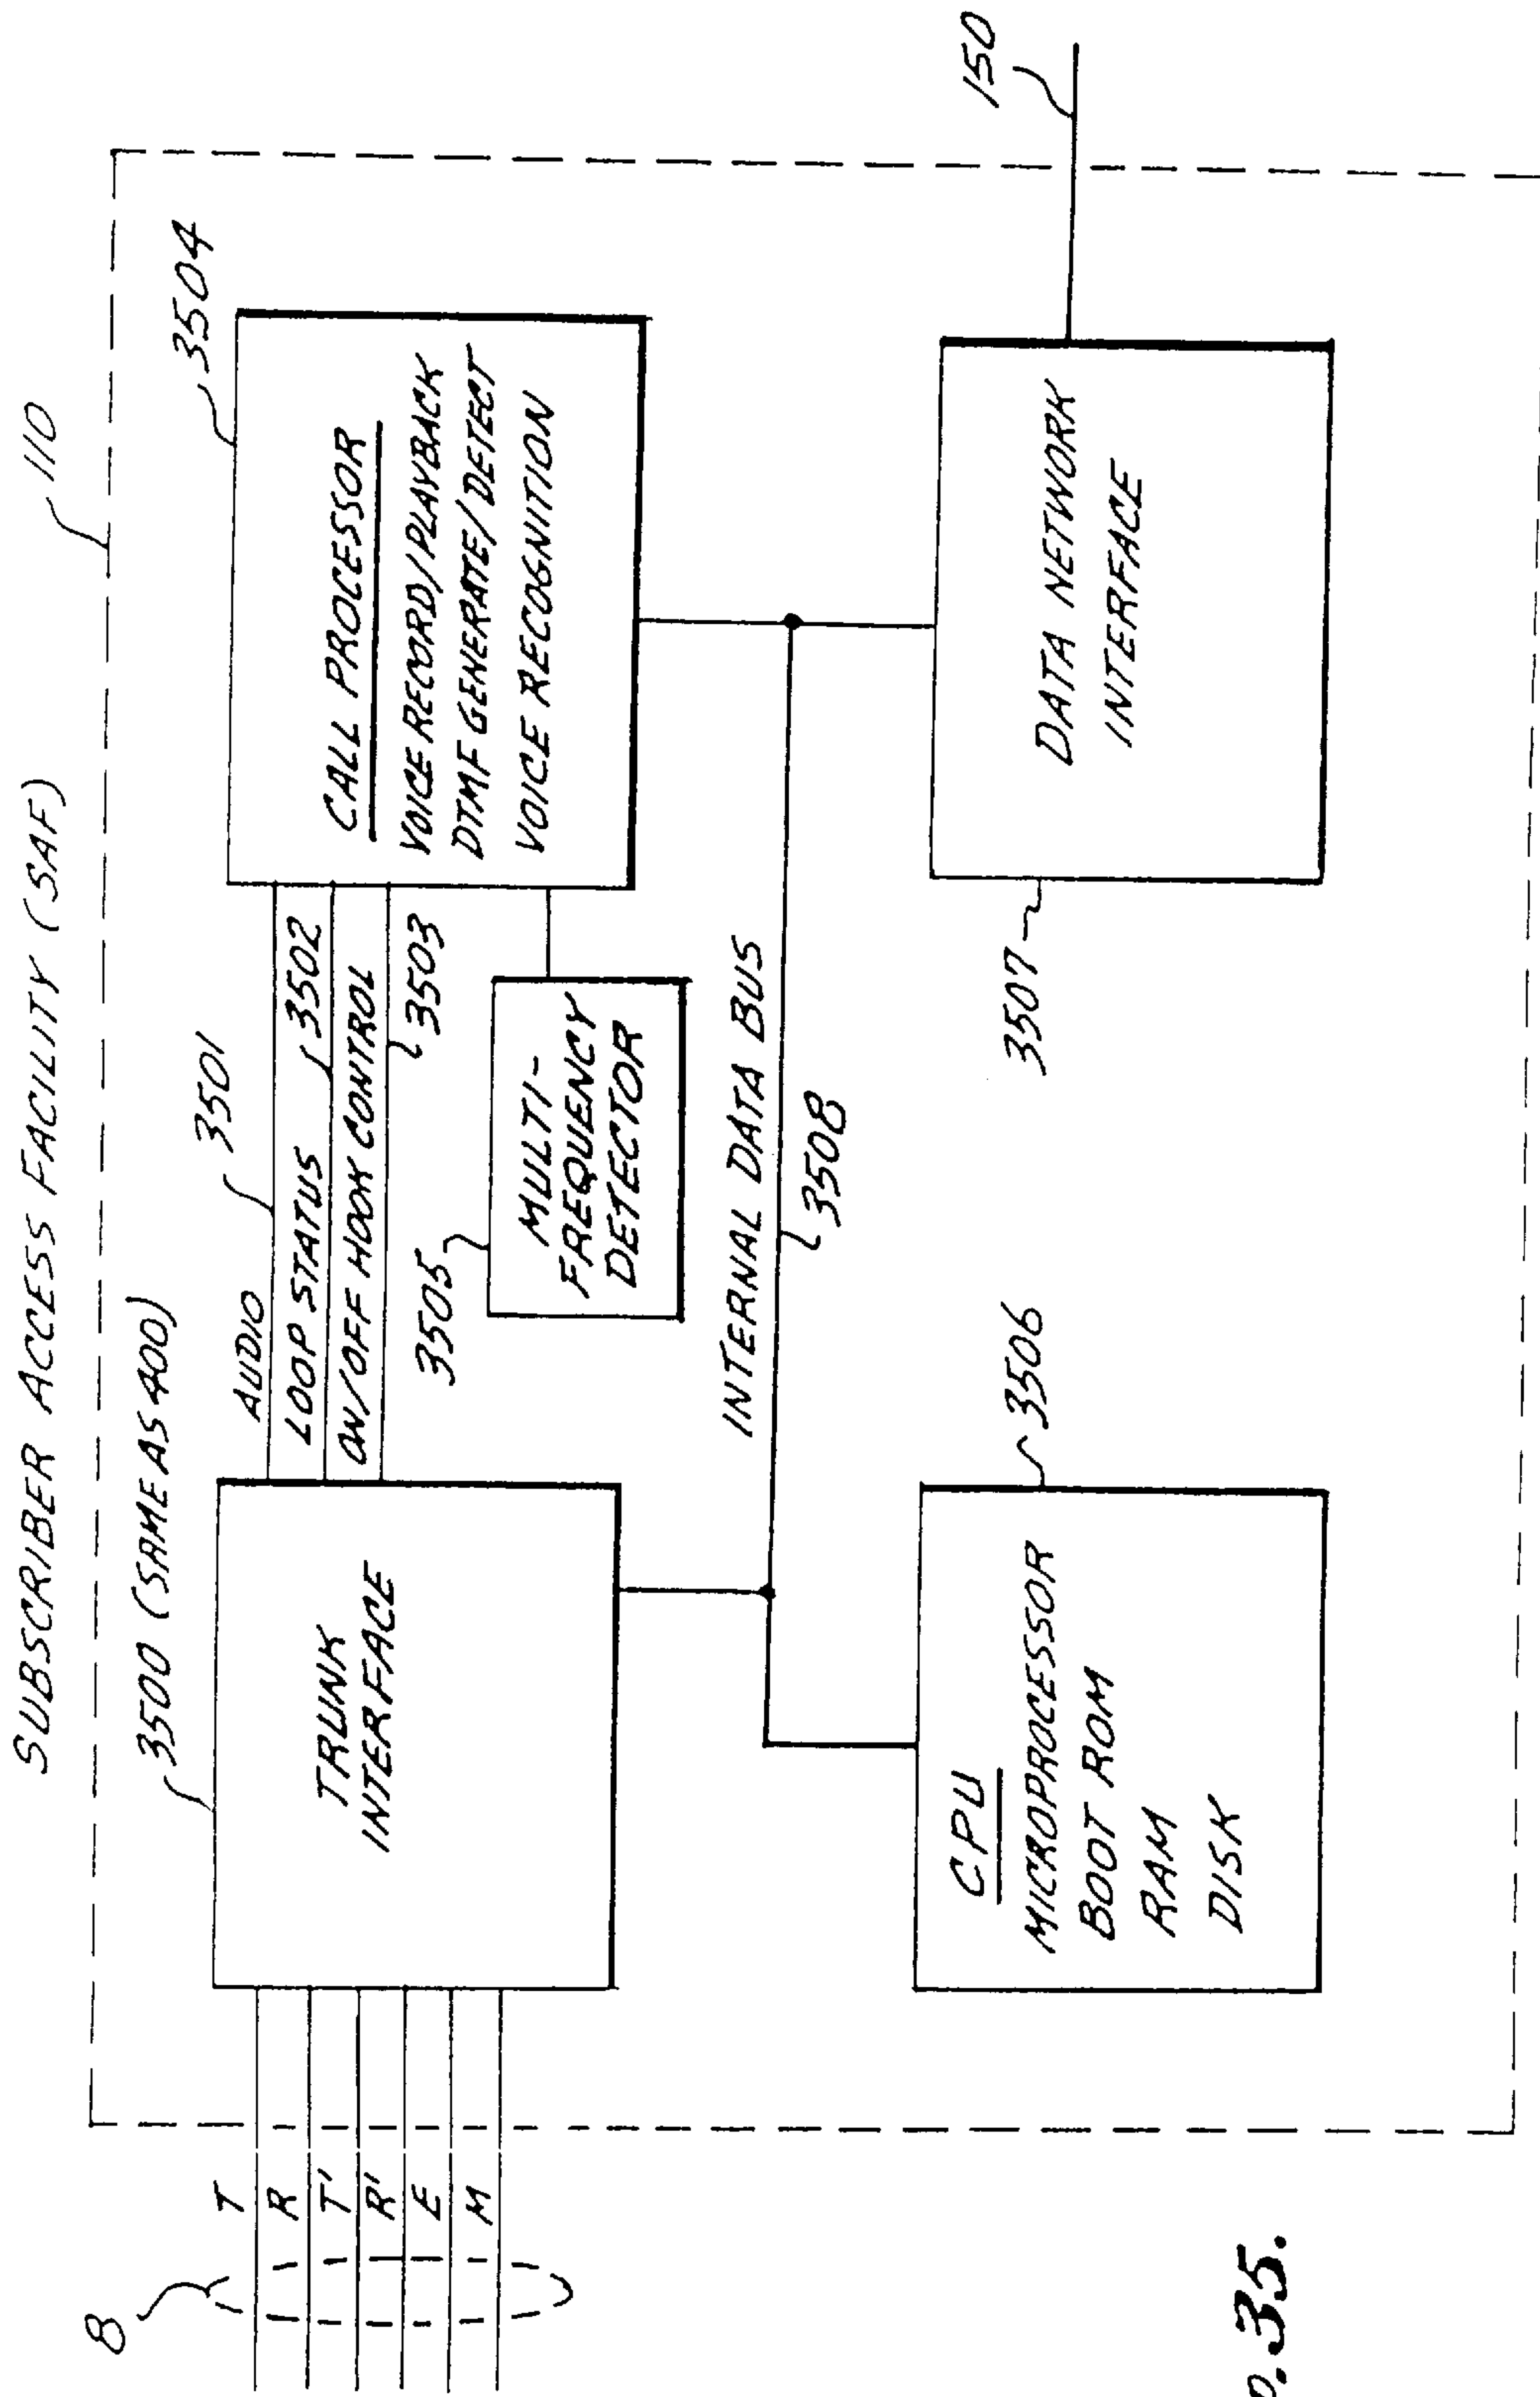 SUBSCRIBER ACCESS FACILITY (SAF)
110
3500 (SAME AS 400)
3501
3504
8
T
R
T'
R'
E
M
TRUNK
INTERFACE
AUDIO
LOOP STATUS
3502
ON/OFF HOOK CONTROL
3503
CALL PROCESSOR
VOICE RECORD/PLAYBACK
DTMF GENERATE/DETECT
VOICE RECOGNITION
3505
MULTI-
FREQUENCY
DETECTOR
INTERNAL DATA BUS
3508
3506
CPU
MICROPROCESSOR
BOOT ROM
RAM
DISK
3507
DATA NETWORK
INTERFACE
150
35.